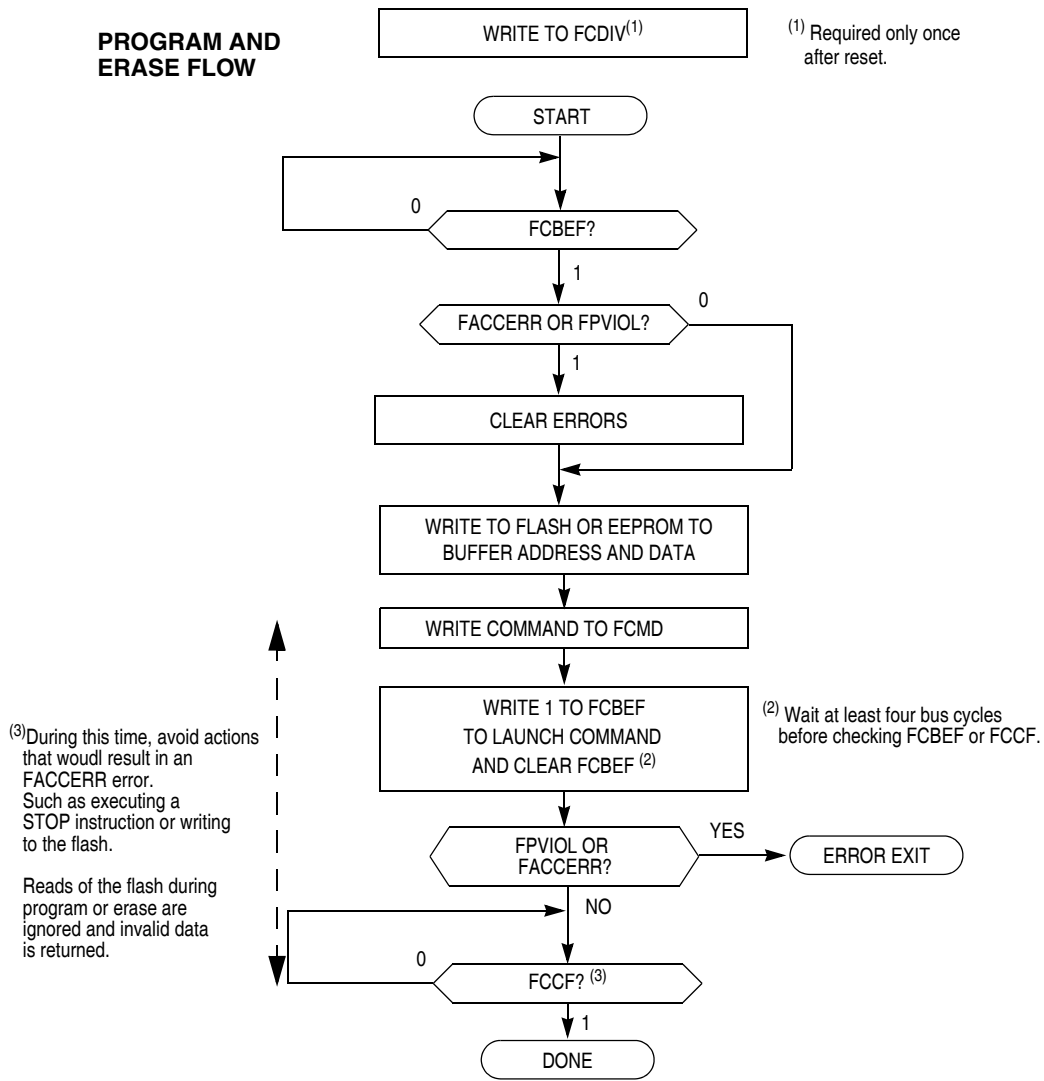 PROGRAM AND
ERASE FLOW
WRITE TO FCDIV(1)
(1) Required only once
after reset.
START
0
FCBEF?
1
0
FACCERR OR FPVIOL?
1
CLEAR ERRORS
WRITE TO FLASH OR EEPROM TO
BUFFER ADDRESS AND DATA
WRITE COMMAND TO FCMD
WRITE 1 TO FCBEF
TO LAUNCH COMMAND
AND CLEAR FCBEF (2)
(2) Wait at least four bus cycles
before checking FCBEF or FCCF.
(3)During this time, avoid actions
that woudl result in an
FACCERR error.
Such as executing a
STOP instruction or writing
to the flash.
Reads of the flash during
program or erase are
ignored and invalid data
is returned.
FPVIOL OR
FACCERR?
YES
ERROR EXIT
NO
0
FCCF? (3)
1
DONE